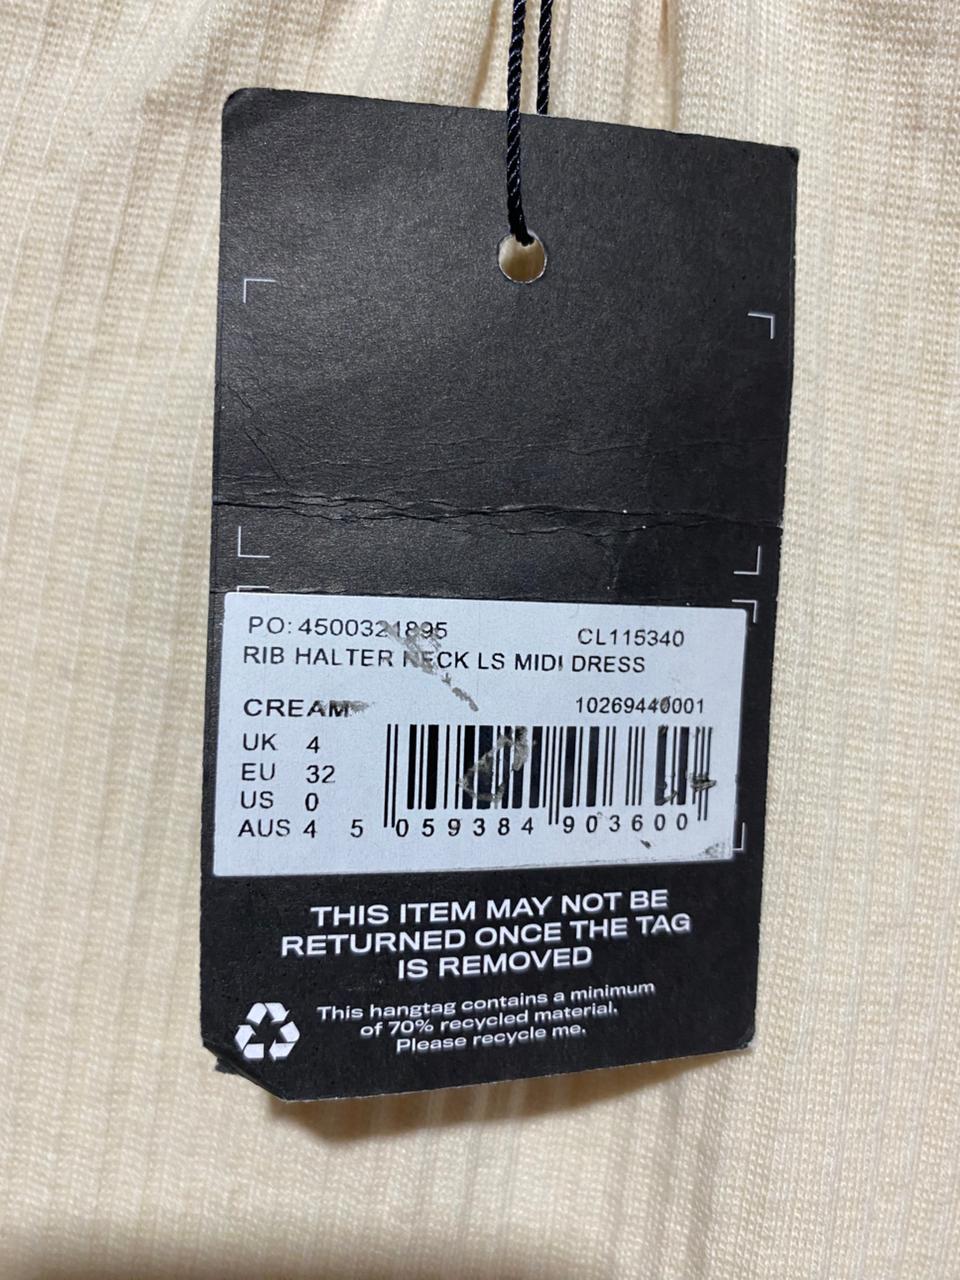 PO: 4500321895 CL115340
RIB HALTER NECK LS MIDI DRESS
CREAM 10269440001
UK 4
EU 32
US 0
AUS 4 5 059384 903600
THIS ITEM MAY NOT BE
RETURNED ONCE THE TAG
IS REMOVED
This hangtag contains a minimum
of 70% recycled material.
Please recycle me.